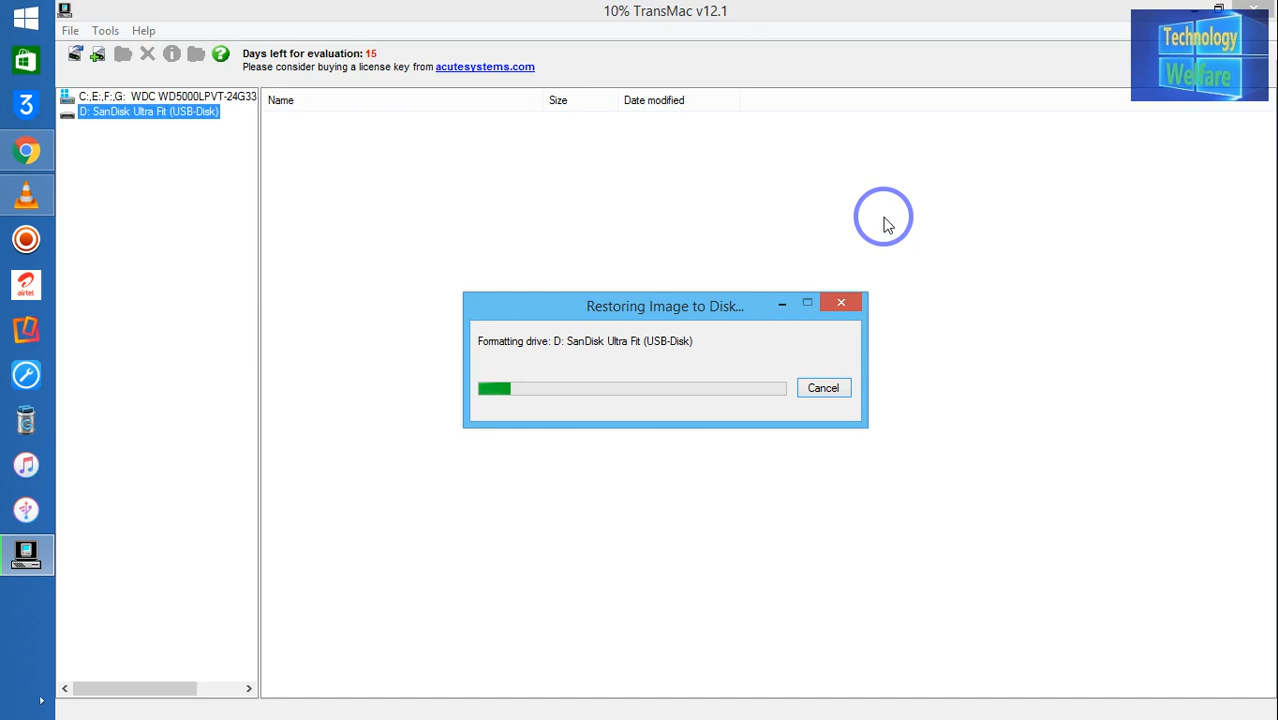 10% TransMac v12.1
File Tools Help
Days left for evaluation: 15
Please consider buying a license key from acutesystems.com
Technology
Welfare
C:,E:,F:,G: WDC WD5000LPVT-24G33
D: SanDisk Ultra Fit (USB-Disk)
Name Size Date modified
3
airtel
Restoring Image to Disk...
Formatting drive: D: SanDisk Ultra Fit (USB-Disk)
Cancel